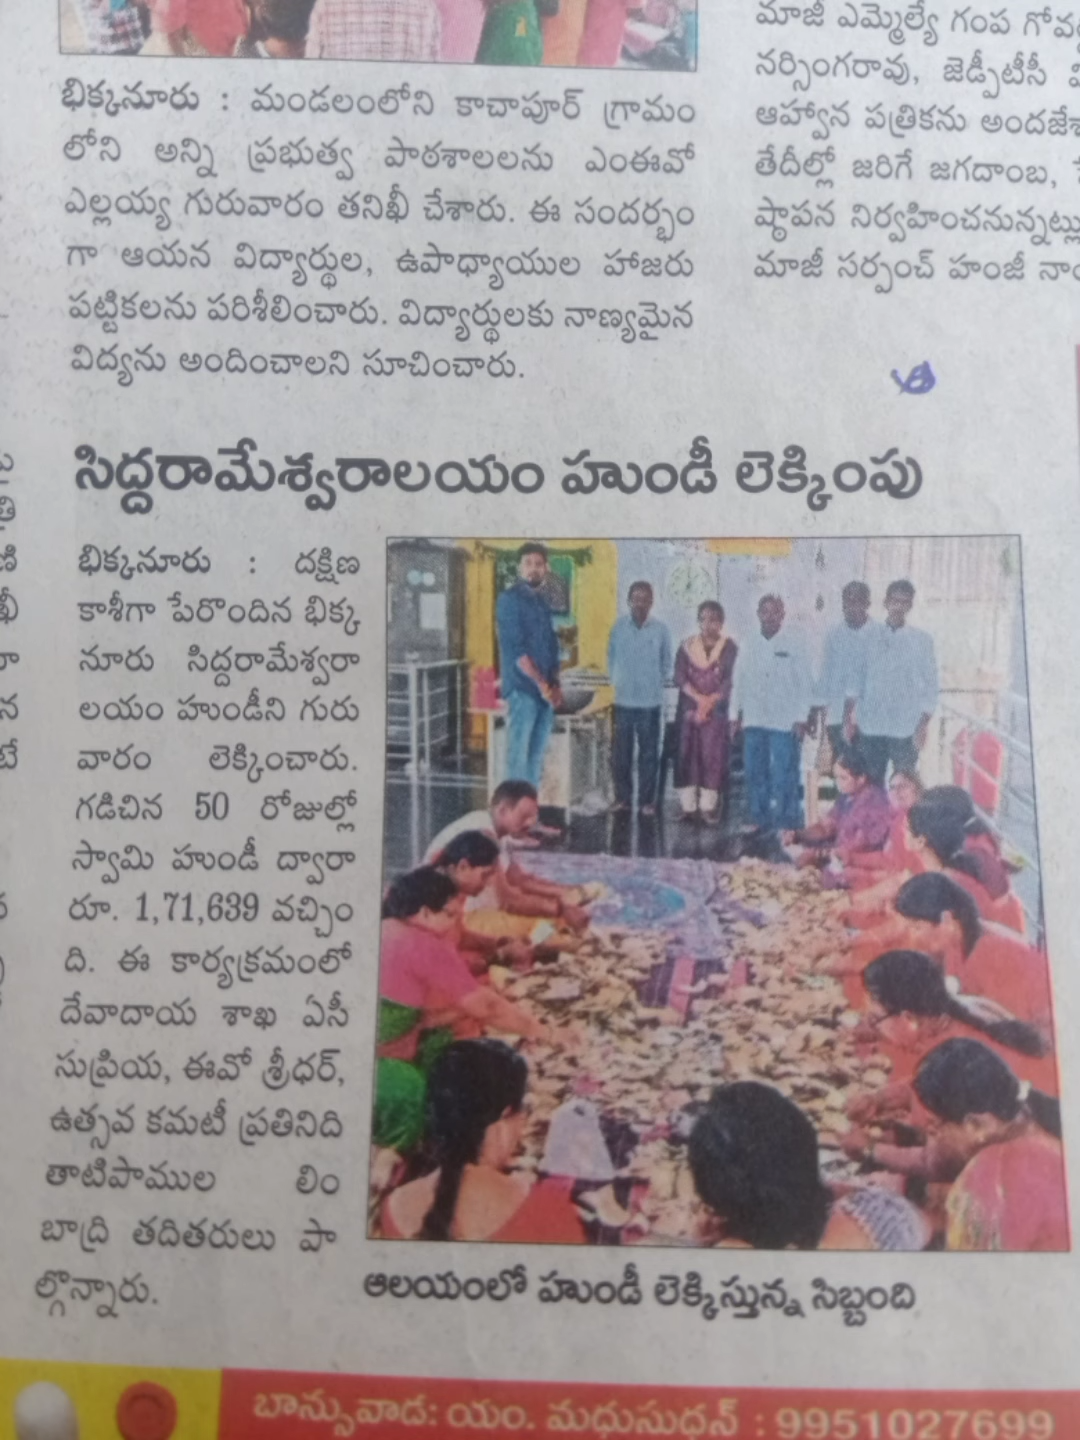 భిక్కనూరు : మండలంలోని కాచాపూర్ గ్రామం
లోని అన్ని ప్రభుత్వ పాఠశాలలను ఎంఈవో
ఎల్లయ్య గురువారం తనిఖీ చేశారు. ఈ సందర్భం
గా ఆయన విద్యార్థుల, ఉపాధ్యాయుల హాజరు
పట్టికలను పరిశీలించారు. విద్యార్థులకు నాణ్యమైన
విద్యను అందించాలని సూచించారు.
మాజీ ఎమ్మెల్యే గంప
నర్సింగరావు, జెడ్పీటీసీ
ఆహ్వాన పత్రికను
తేదీల్లో జరిగే జగదాంబ,
ష్ఠాపన నిర్వహించనున్నట్లు
మాజీ సర్పంచ్ హంజీ
సిద్దరామేశ్వరాలయం హుండీ లెక్కింపు
భిక్కనూరు : దక్షిణ
కాశీగా పేరొందిన భిక్క
నూరు సిద్దరామేశ్వరా
లయం హుండీని గురు
వారం లెక్కించారు.
గడిచిన 50 రోజుల్లో
స్వామి హుండీ ద్వారా
రూ. 1,71,639 వచ్చిం
ది. ఈ కార్యక్రమంలో
దేవాదాయ శాఖ ఏసీ
సుప్రియ, ఈవో శ్రీధర్,
ఉత్సవ కమటీ ప్రతినిది
తాటిపాముల లిం
బాద్రి తదితరులు పా
ల్గొన్నారు.
ఆలయంలో హుండీ లెక్కిస్తున్న సిబ్బంది
బాన్సువాడ: యం. మధుసుధన్ : 9951027699